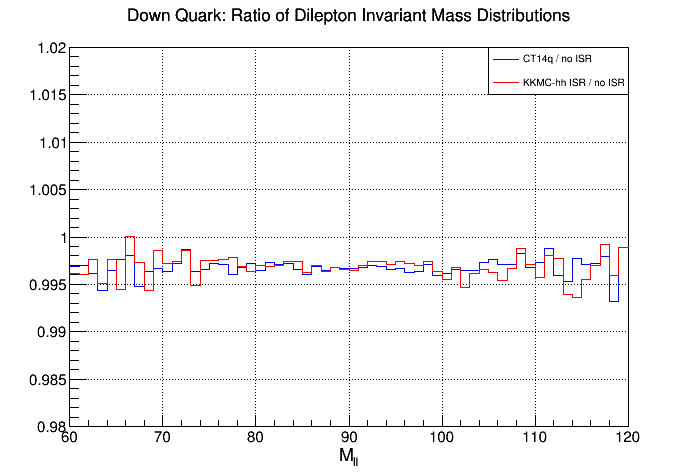 Down Quark: Ratio of Dilepton Invariant Mass Distributions
1.02
CT14q / no ISR
KKMC-hh ISR / no ISR
1.015
1.01
1.005
1
0.995
0.99
0.985
0.98
60 70 80 90 100 110 120
M_ll